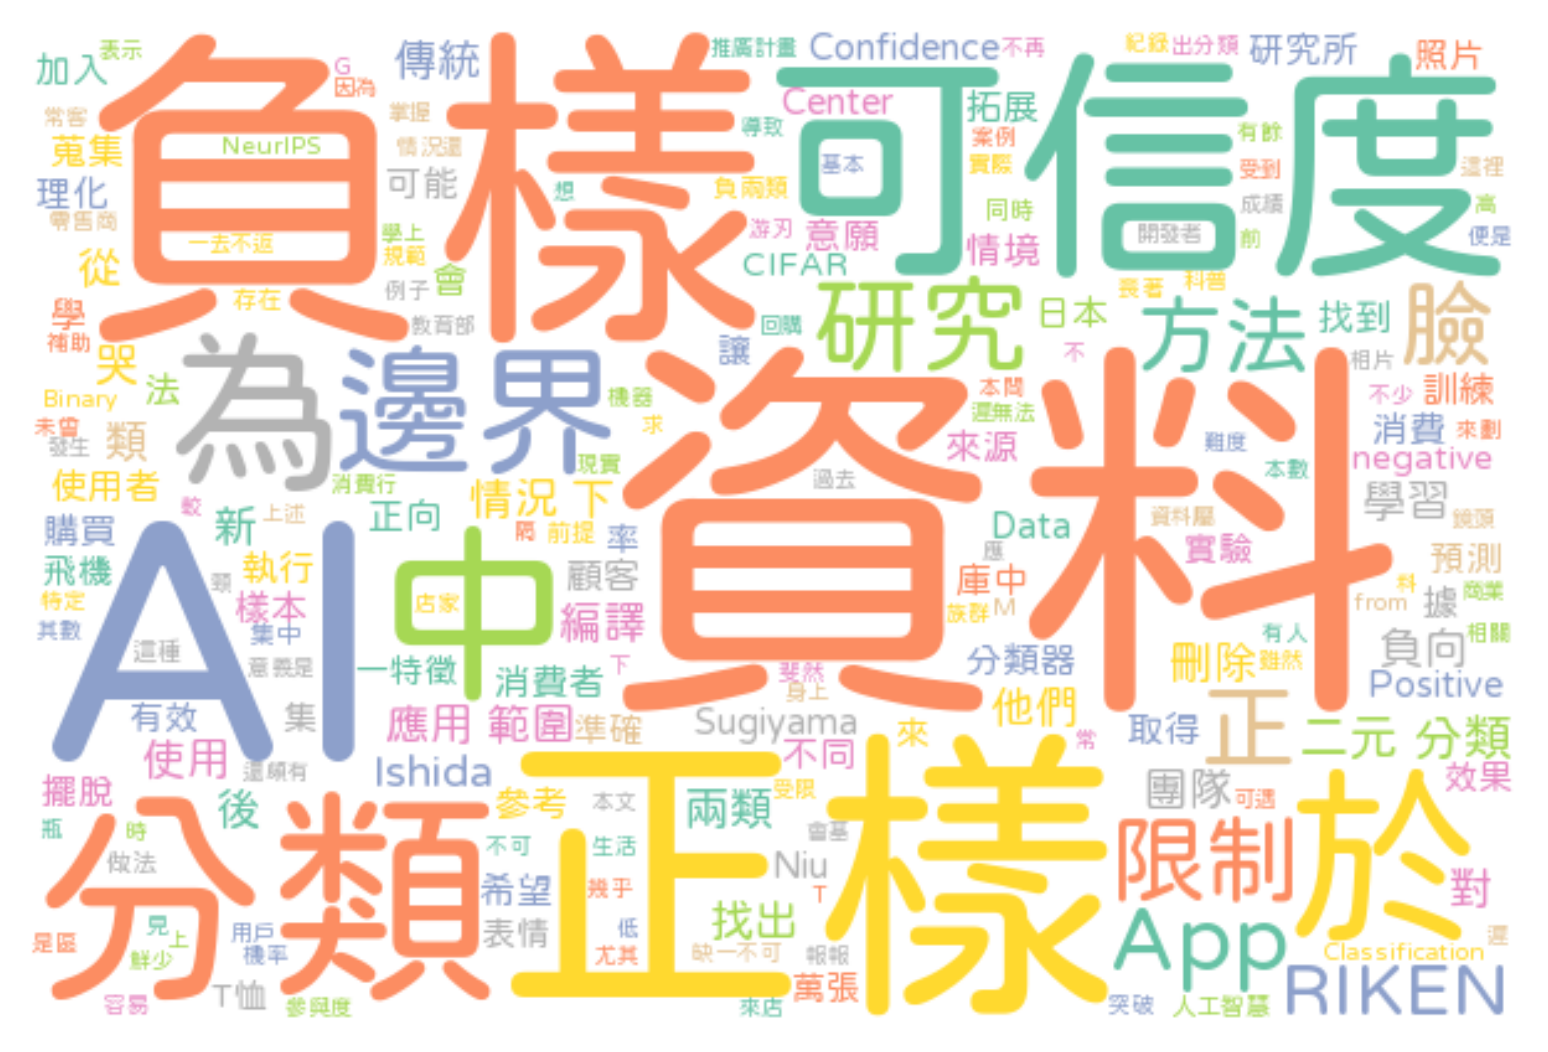 加入
表示
負樣
G
因為
傳統
推廣計畫
Confidence
不再
紀錄
出分類
研究所
照片
常客
掌握
Center
可信度
拓展
蒐集
NeurIPS
情況還
導致
案例
有餘
理化
可能
想
負兩類
基本
實際
受到
這裡
零售商
一去不返
學上
游刃
意願
同時
成績
高
從
規範
CIFAR
情境
開發者
前
便是
存在
例子
會
喪著
科普
學
教育部
回購
研究
日本
方法
找到
臉
補助
為
邊界
讓
不
相片
哭
法
機器
資料
本問
不少
訓練
Binary
求
遲無法
未曾
消費
來劃
發生
類
現實
來源
難度
negative
使用者
消費行
情況 下
過去
本數
學習
較
上述
正向
資料屬
鏡頭
購買
新
前提
率
Data
實驗
AI
中
應
預測
飛機
頸
執行
顧客
庫中
料
商業
特定
樣本
店家
編譯
族群
M
from
據
其數
集中
有人
負向
相關
這種
意義是
一特徵
消費者
下
斐然
分類器
刪除
雖然
身上
Positive
有效
集
應用 範圍
準確
Sugiyama
來
他們
取得
正
二元 分類
使用
還頗有
Ishida
不同
常
團隊
效果
擺脫
後
參考
本文
兩類
受限
正樣
可遇
於
瓶
時
分類
不可
生活
會基
限制
做法
希望
幾乎
Niu
T
對
見
上
用戶
表情
低
找出
App
是區
鮮少
機率
尤其
缺一不可
報報
Classification
遲
容易
T恤
參與度
來店
萬張
突破
人工智慧
RIKEN